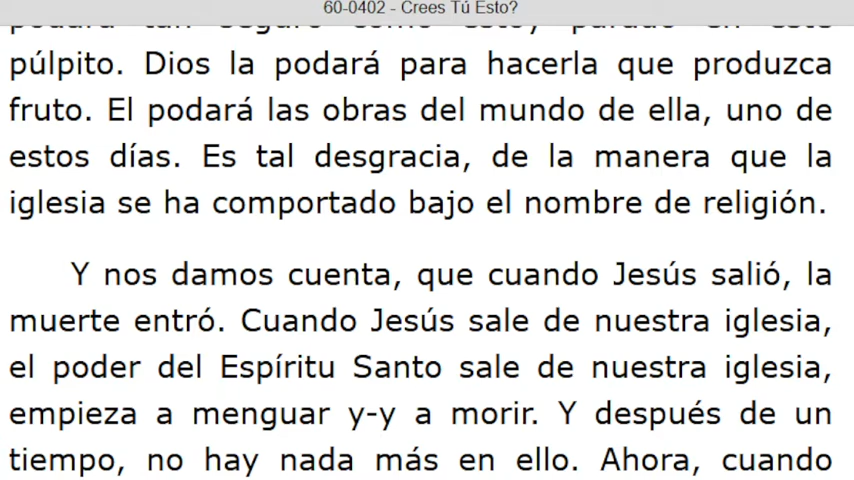 60-0402 - Crees Tú Esto?
púlpito. Dios la podará para hacerla que produzca
fruto. El podará las obras del mundo de ella, uno de
estos días. Es tal desgracia, de la manera que la
iglesia se ha comportado bajo el nombre de religión.
Y nos damos cuenta, que cuando Jesús salió, la
muerte entró. Cuando Jesús sale de nuestra iglesia,
el poder del Espíritu Santo sale de nuestra iglesia,
empieza a menguar y-y a morir. Y después de un
tiempo, no hay nada más en ello. Ahora, cuando